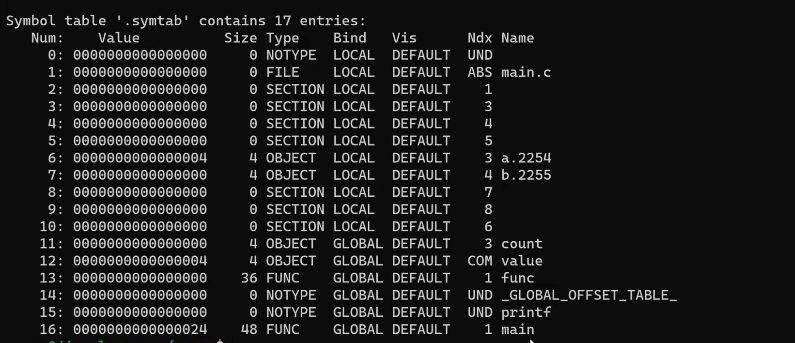 Symbol table '.symtab' contains 17 entries:
Num: Value Size Type Bind Vis Ndx Name
0: 0000000000000000 0 NOTYPE LOCAL DEFAULT UND
1: 0000000000000000 0 FILE LOCAL DEFAULT ABS main.c
2: 0000000000000000 0 SECTION LOCAL DEFAULT 1
3: 0000000000000000 0 SECTION LOCAL DEFAULT 3
4: 0000000000000000 0 SECTION LOCAL DEFAULT 4
5: 0000000000000000 0 SECTION LOCAL DEFAULT 5
6: 0000000000000004 4 OBJECT LOCAL DEFAULT 3 a.2254
7: 0000000000000000 4 OBJECT LOCAL DEFAULT 4 b.2255
8: 0000000000000000 0 SECTION LOCAL DEFAULT 7
9: 0000000000000000 0 SECTION LOCAL DEFAULT 8
10: 0000000000000000 0 SECTION LOCAL DEFAULT 6
11: 0000000000000000 4 OBJECT GLOBAL DEFAULT 3 count
12: 0000000000000004 4 OBJECT GLOBAL DEFAULT COM value
13: 0000000000000000 36 FUNC GLOBAL DEFAULT 1 func
14: 0000000000000000 0 NOTYPE GLOBAL DEFAULT UND _GLOBAL_OFFSET_TABLE_
15: 0000000000000000 0 NOTYPE GLOBAL DEFAULT UND printf
16: 0000000000000024 48 FUNC GLOBAL DEFAULT 1 main